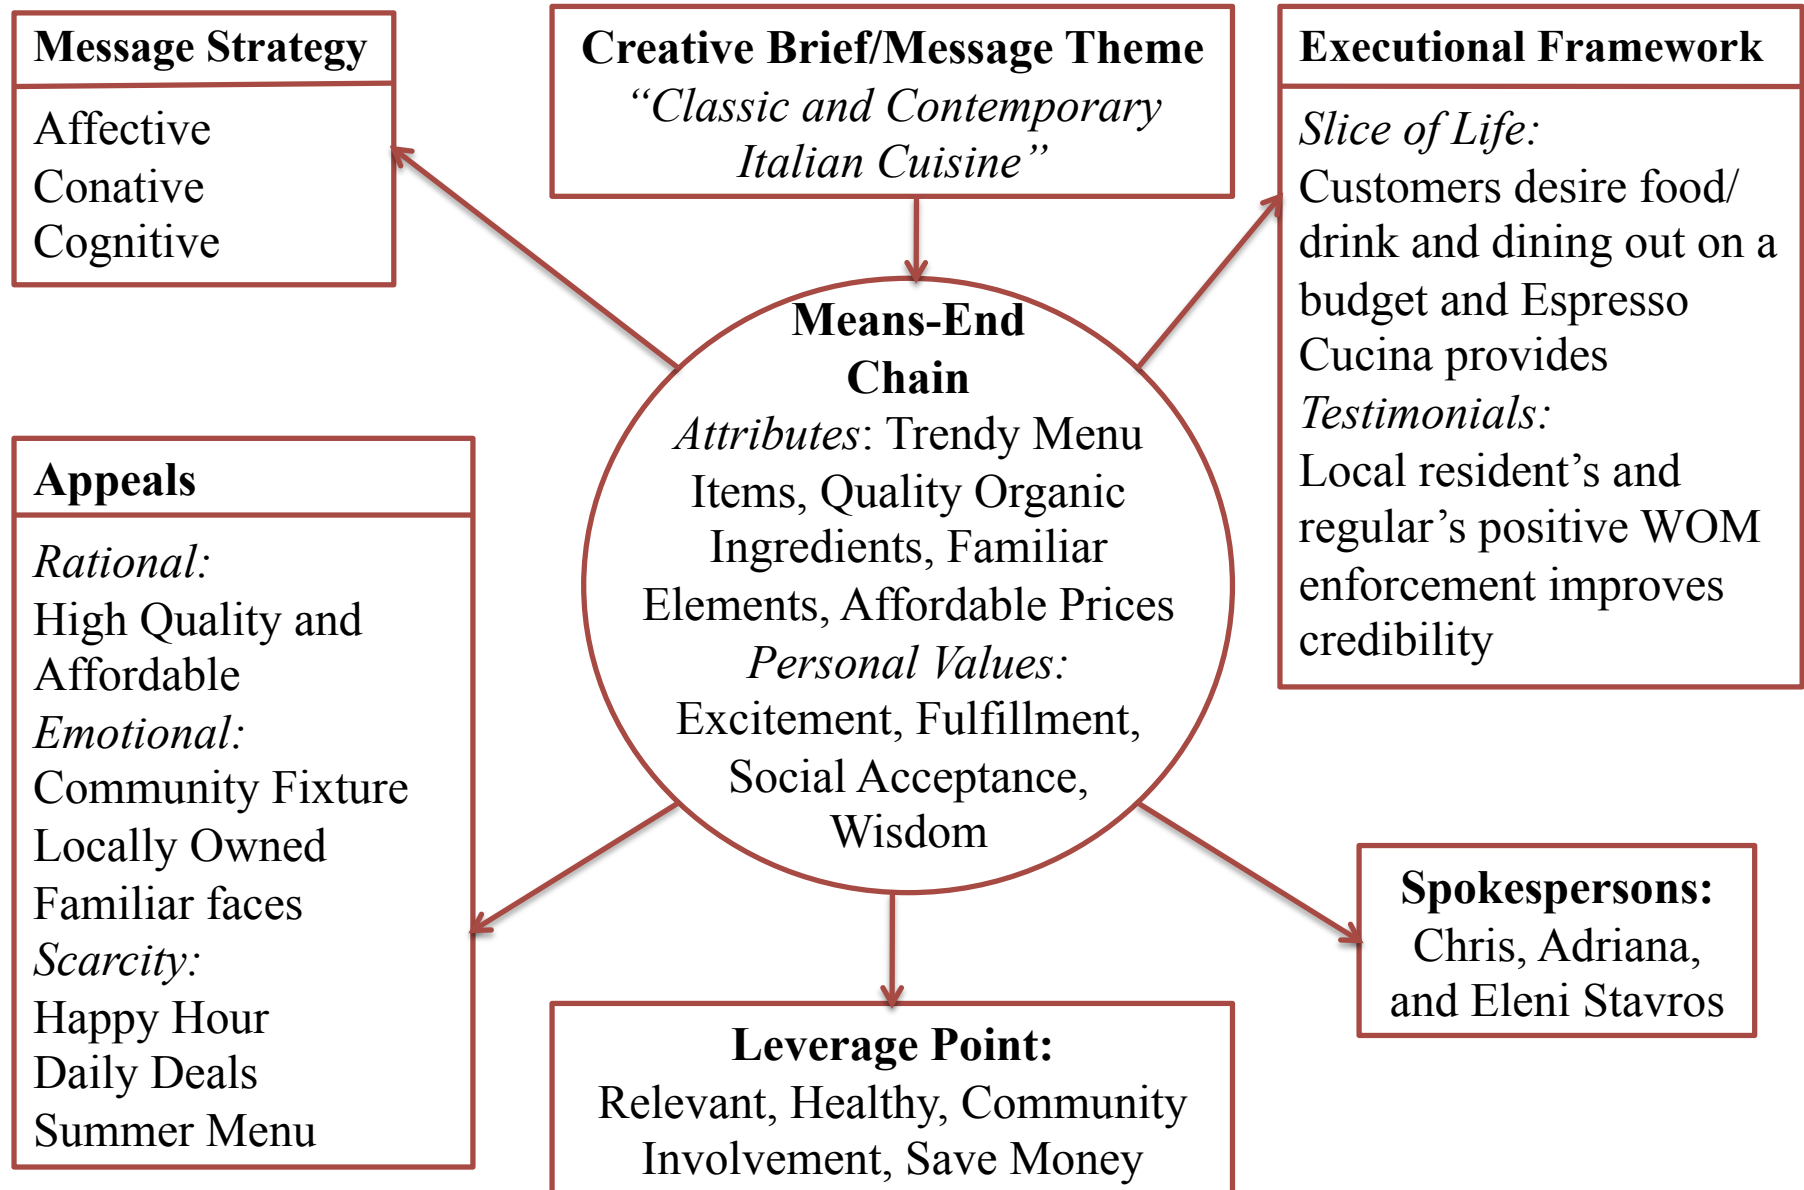 Message Strategy
Affective
Conative
Cognitive
Creative Brief/Message Theme
“Classic and Contemporary
Italian Cuisine”
Executional Framework
Slice of Life:
Customers desire food/
drink and dining out on a
budget and Espresso
Cucina provides
Testimonials:
Local resident’s and
regular’s positive WOM
enforcement improves
credibility
Means-End
Chain
Attributes: Trendy Menu
Items, Quality Organic
Ingredients, Familiar
Elements, Affordable Prices
Personal Values:
Excitement, Fulfillment,
Social Acceptance,
Wisdom
Appeals
Rational:
High Quality and
Affordable
Emotional:
Community Fixture
Locally Owned
Familiar faces
Scarcity:
Happy Hour
Daily Deals
Summer Menu
Leverage Point:
Relevant, Healthy, Community
Involvement, Save Money
Spokespersons:
Chris, Adriana,
and Eleni Stavros